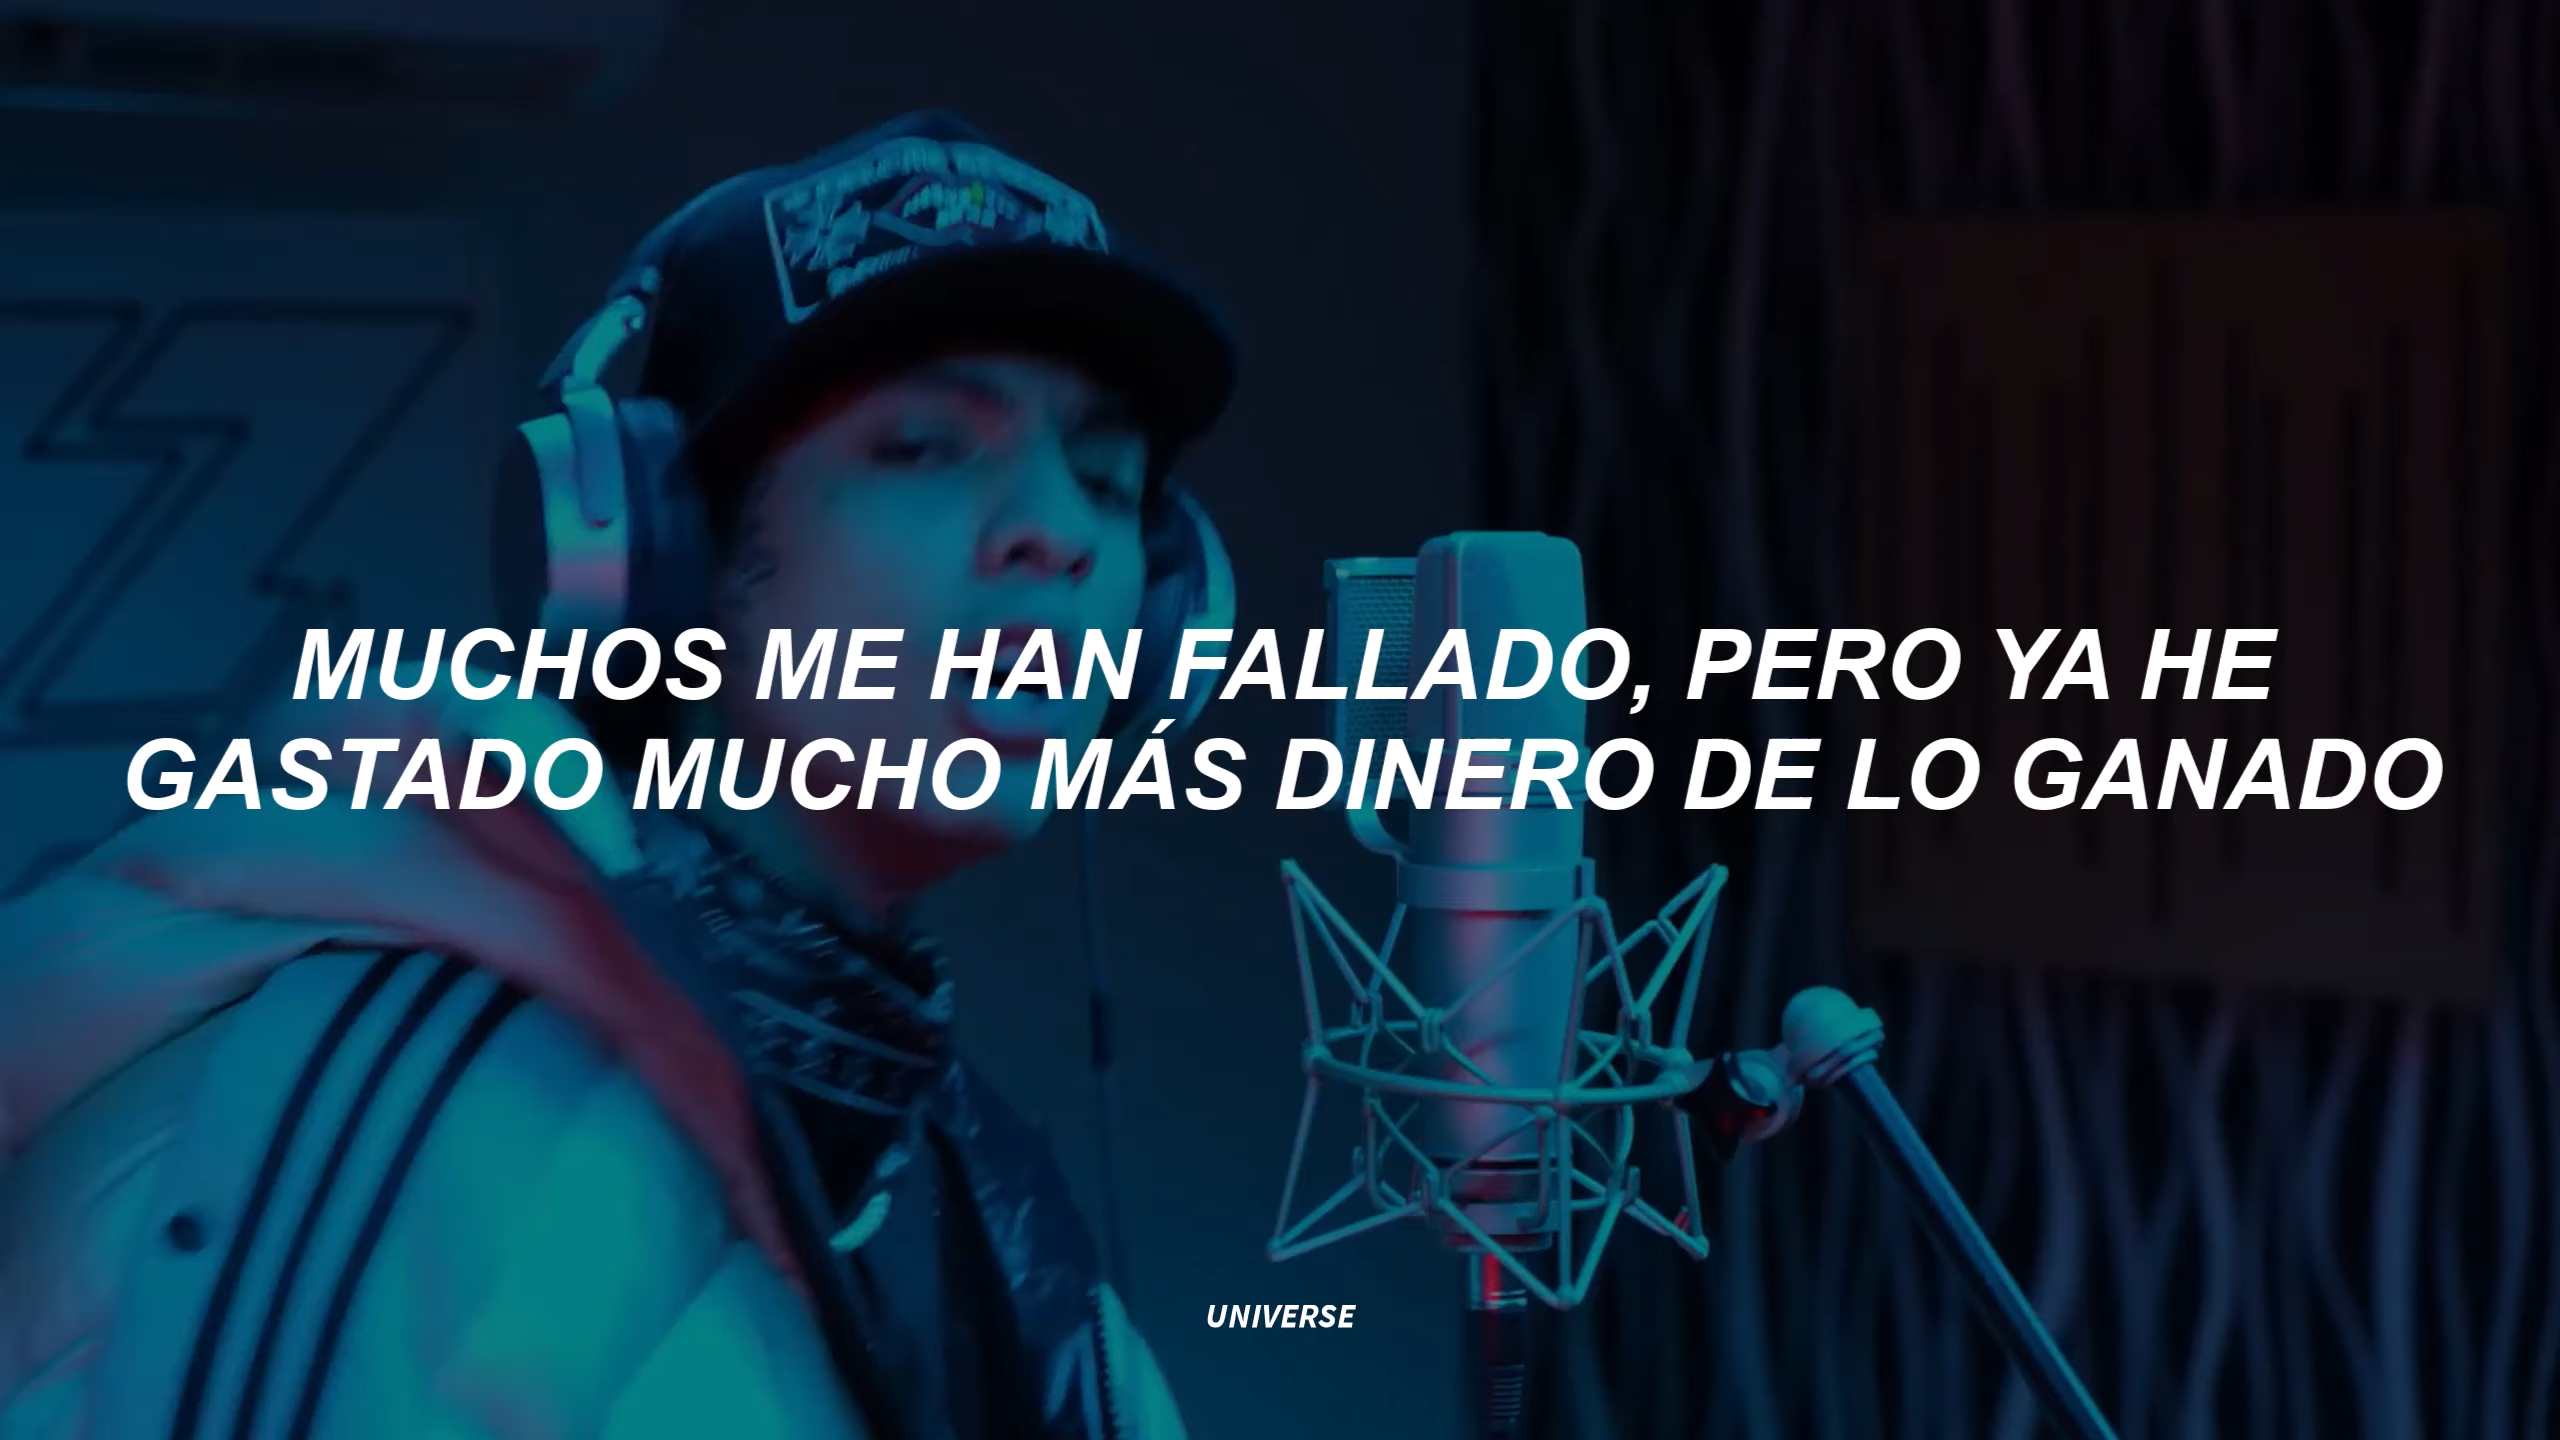 MUCHOS ME HAN FALLADO, PERO YA HE
GASTADO MUCHO MÁS DINERO DE LO GANADO
UNIVERSE